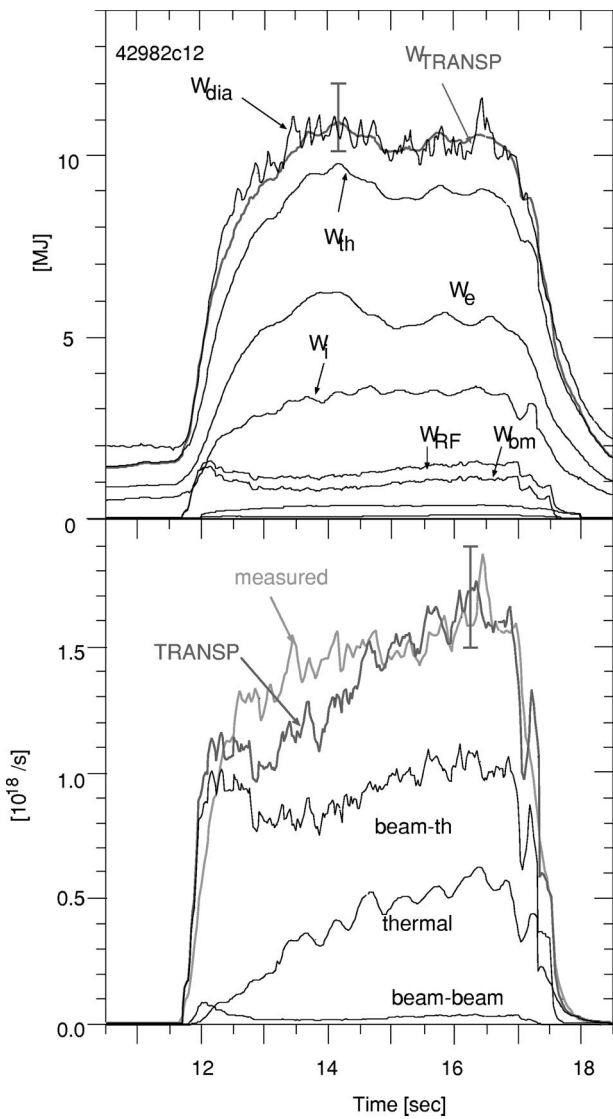 42982c12
W_TRANSP
W_dia
10
W_th
[MJ]
W_e
5
W_i
W_RF
W_bm
0
measured
TRANSP
1.5
1.0
[10^18 /s]
beam-th
0.5
thermal
beam-beam
0.0
12 14 16 18
Time [sec]